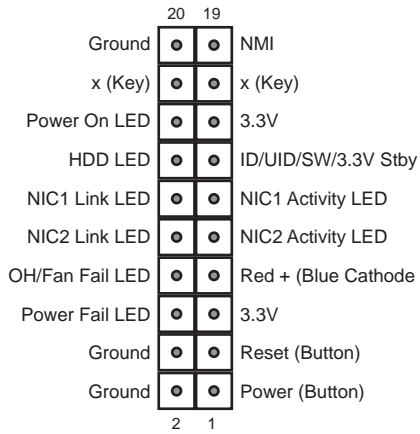 20 19
Ground NMI
x (Key) x (Key)
Power On LED 3.3V
HDD LED ID/UID/SW/3.3V Stby
NIC1 Link LED NIC1 Activity LED
NIC2 Link LED NIC2 Activity LED
OH/Fan Fail LED Red + (Blue Cathode
Power Fail LED 3.3V
Ground Reset (Button)
Ground Power (Button)
2 1